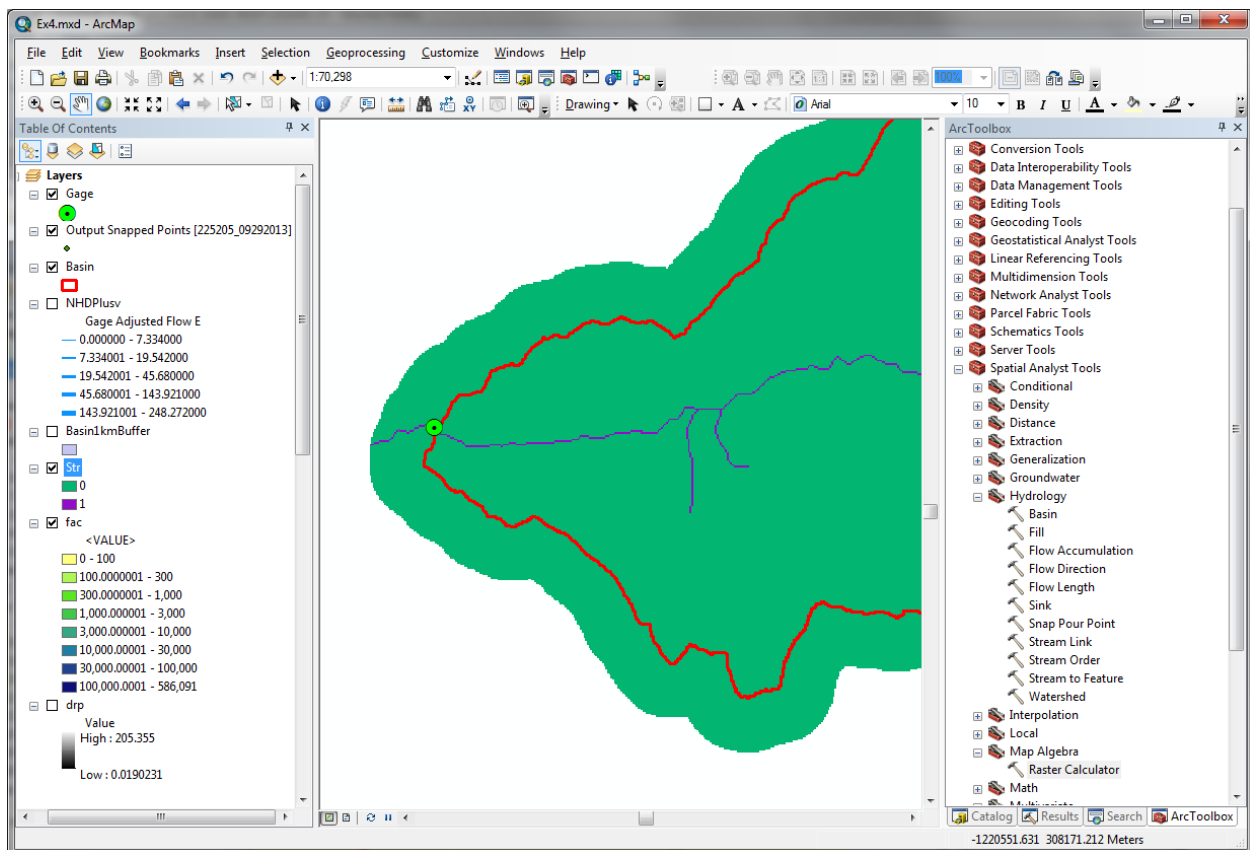 Ex4.mxd - ArcMap
File Edit View Bookmarks Insert Selection Geoprocessing Customize Windows Help
1:70,298
100%
Drawing
A
Arial
10
B I U A
Table Of Contents
Layers
Gage
Output Snapped Points [225205_09292013]
Basin
NHDPlusv
Gage Adjusted Flow E
0.000000 - 7.334000
7.334001 - 19.542000
19.542001 - 45.680000
45.680001 - 143.921000
143.921001 - 248.272000
Basin1kmBuffer
Str
0
1
fac
<VALUE>
0 - 100
100.0000001 - 300
300.0000001 - 1,000
1,000.000001 - 3,000
3,000.000001 - 10,000
10,000.00001 - 30,000
30,000.00001 - 100,000
100,000.0001 - 586,091
drp
Value
High : 205.355
Low : 0.0190231
ArcToolbox
Conversion Tools
Data Interoperability Tools
Data Management Tools
Editing Tools
Geocoding Tools
Geostatistical Analyst Tools
Linear Referencing Tools
Multidimension Tools
Network Analyst Tools
Parcel Fabric Tools
Schematics Tools
Server Tools
Spatial Analyst Tools
Conditional
Density
Distance
Extraction
Generalization
Groundwater
Hydrology
Basin
Fill
Flow Accumulation
Flow Direction
Flow Length
Sink
Snap Pour Point
Stream Link
Stream Order
Stream to Feature
Watershed
Interpolation
Local
Map Algebra
Raster Calculator
Math
Catalog Results Search ArcToolbox
-1220551.631 308171.212 Meters